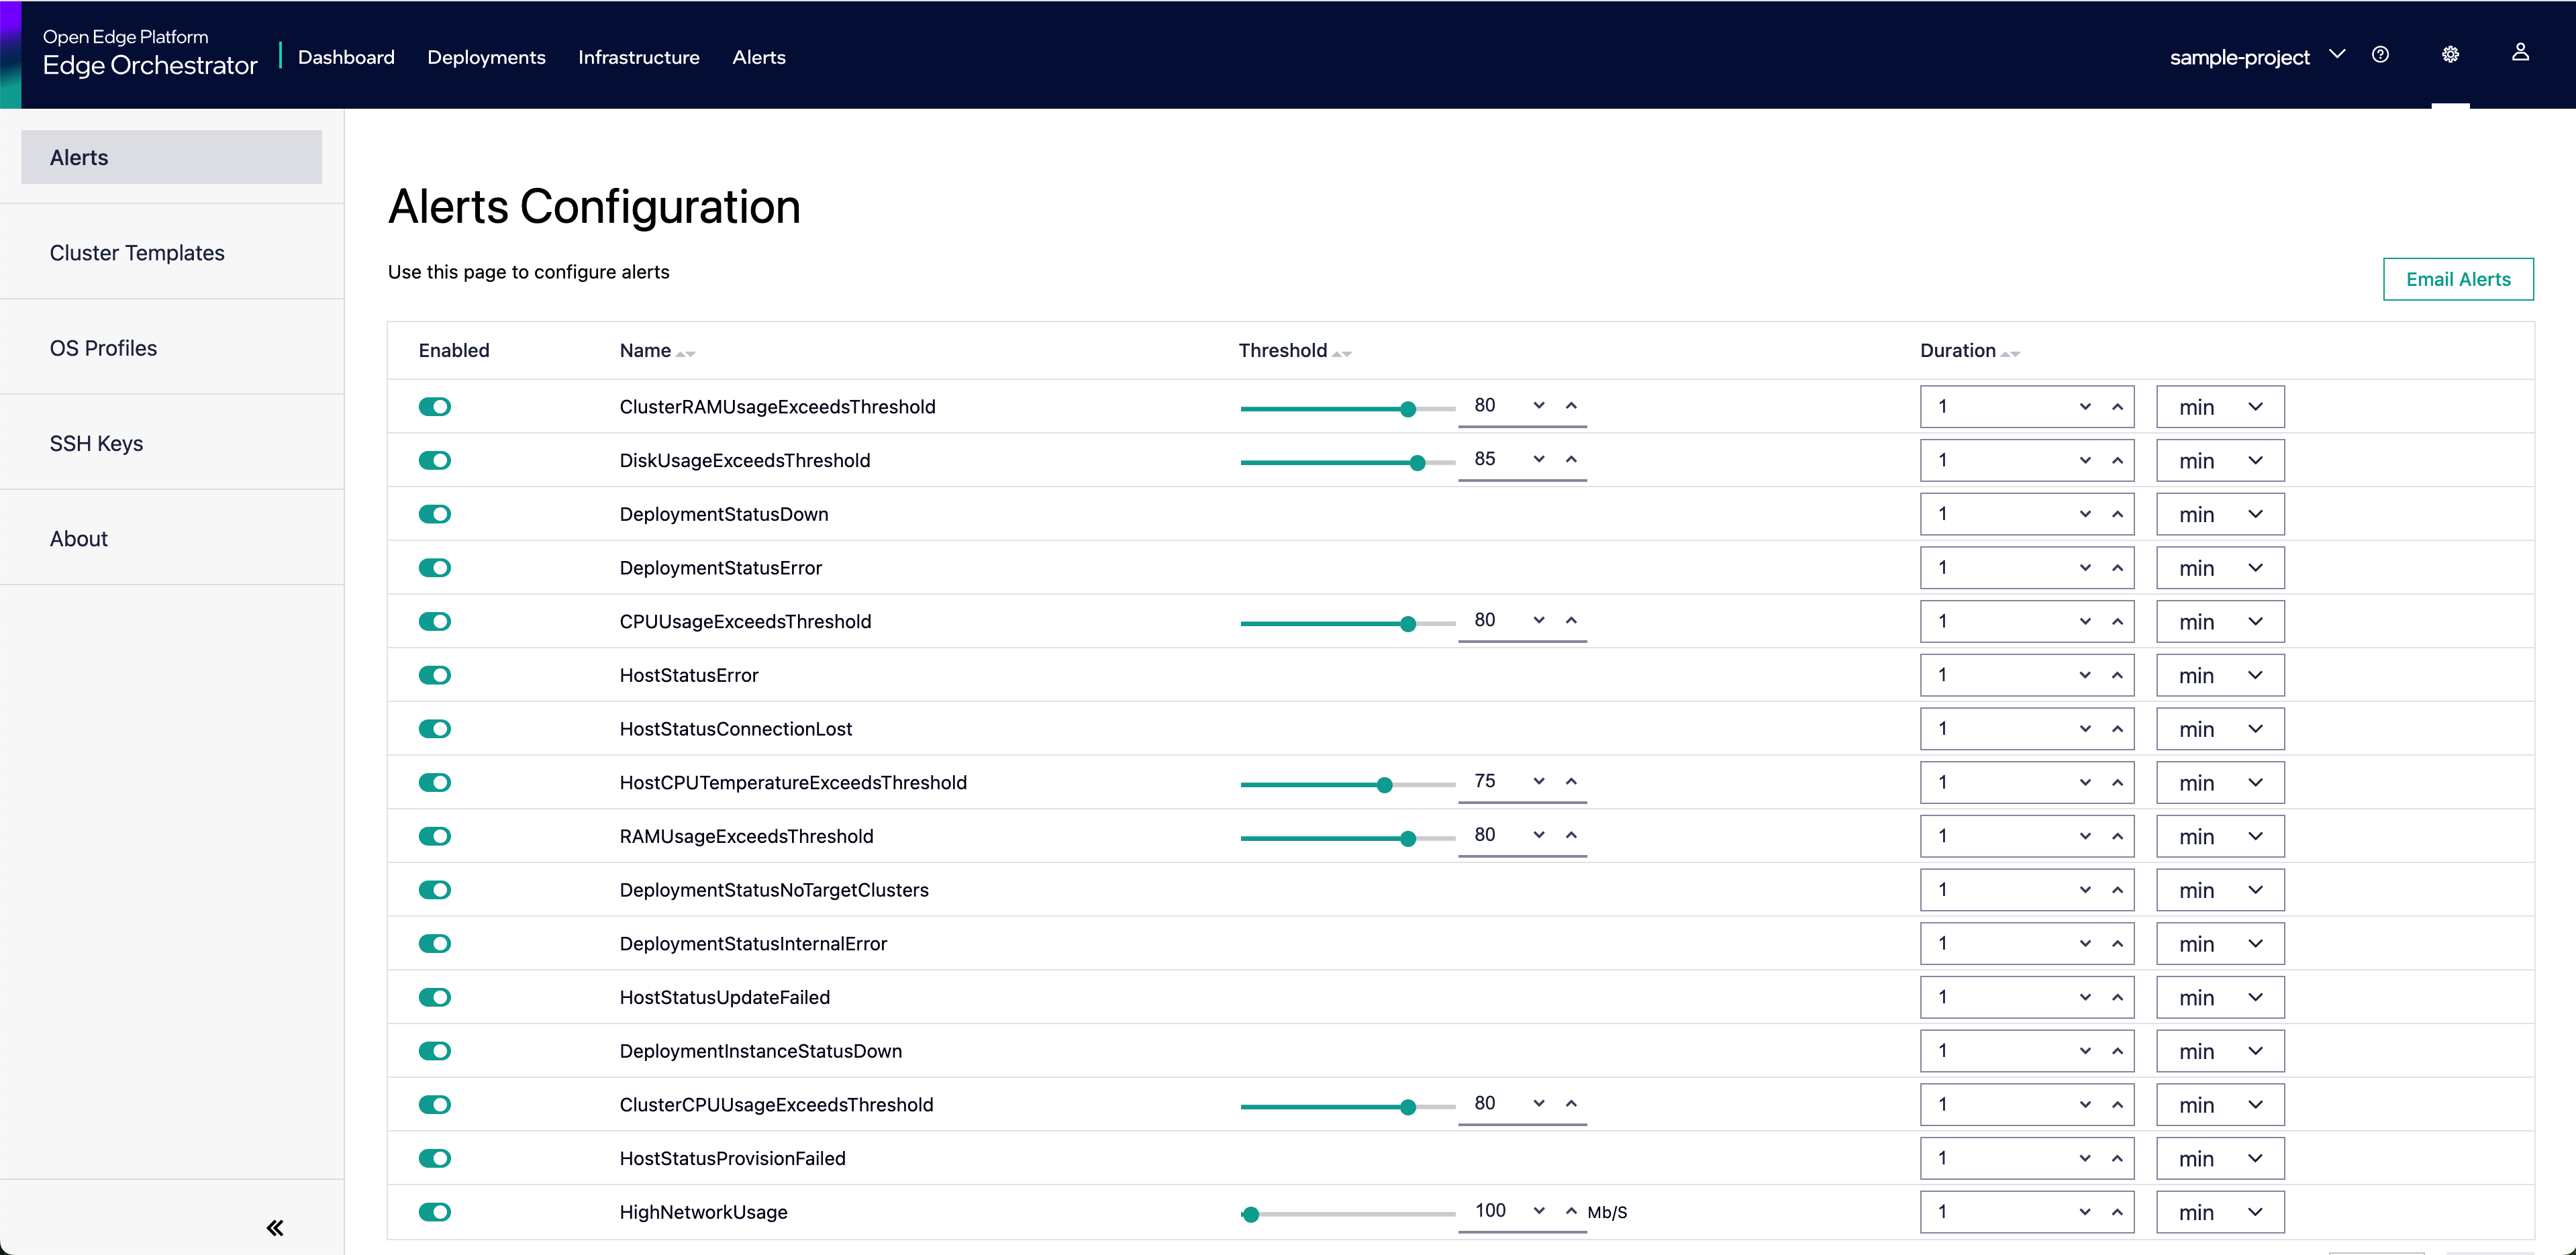 Open Edge Platform
Edge Orchestrator
Dashboard Deployments Infrastructure Alerts sample-project
Alerts
Cluster Templates
OS Profiles
SSH Keys
About
Alerts Configuration
Use this page to configure alerts
Email Alerts
Enabled Name Threshold Duration
ClusterRAMUsageExceedsThreshold 80 1 min
DiskUsageExceedsThreshold 85 1 min
DeploymentStatusDown 1 min
DeploymentStatusError 1 min
CPUUsageExceedsThreshold 80 1 min
HostStatusError 1 min
HostStatusConnectionLost 1 min
HostCPUTemperatureExceedsThreshold 75 1 min
RAMUsageExceedsThreshold 80 1 min
DeploymentStatusNoTargetClusters 1 min
DeploymentStatusInternalError 1 min
HostStatusUpdateFailed 1 min
DeploymentInstanceStatusDown 1 min
ClusterCPUUsageExceedsThreshold 80 1 min
HostStatusProvisionFailed 1 min
HighNetworkUsage 100 Mb/S 1 min